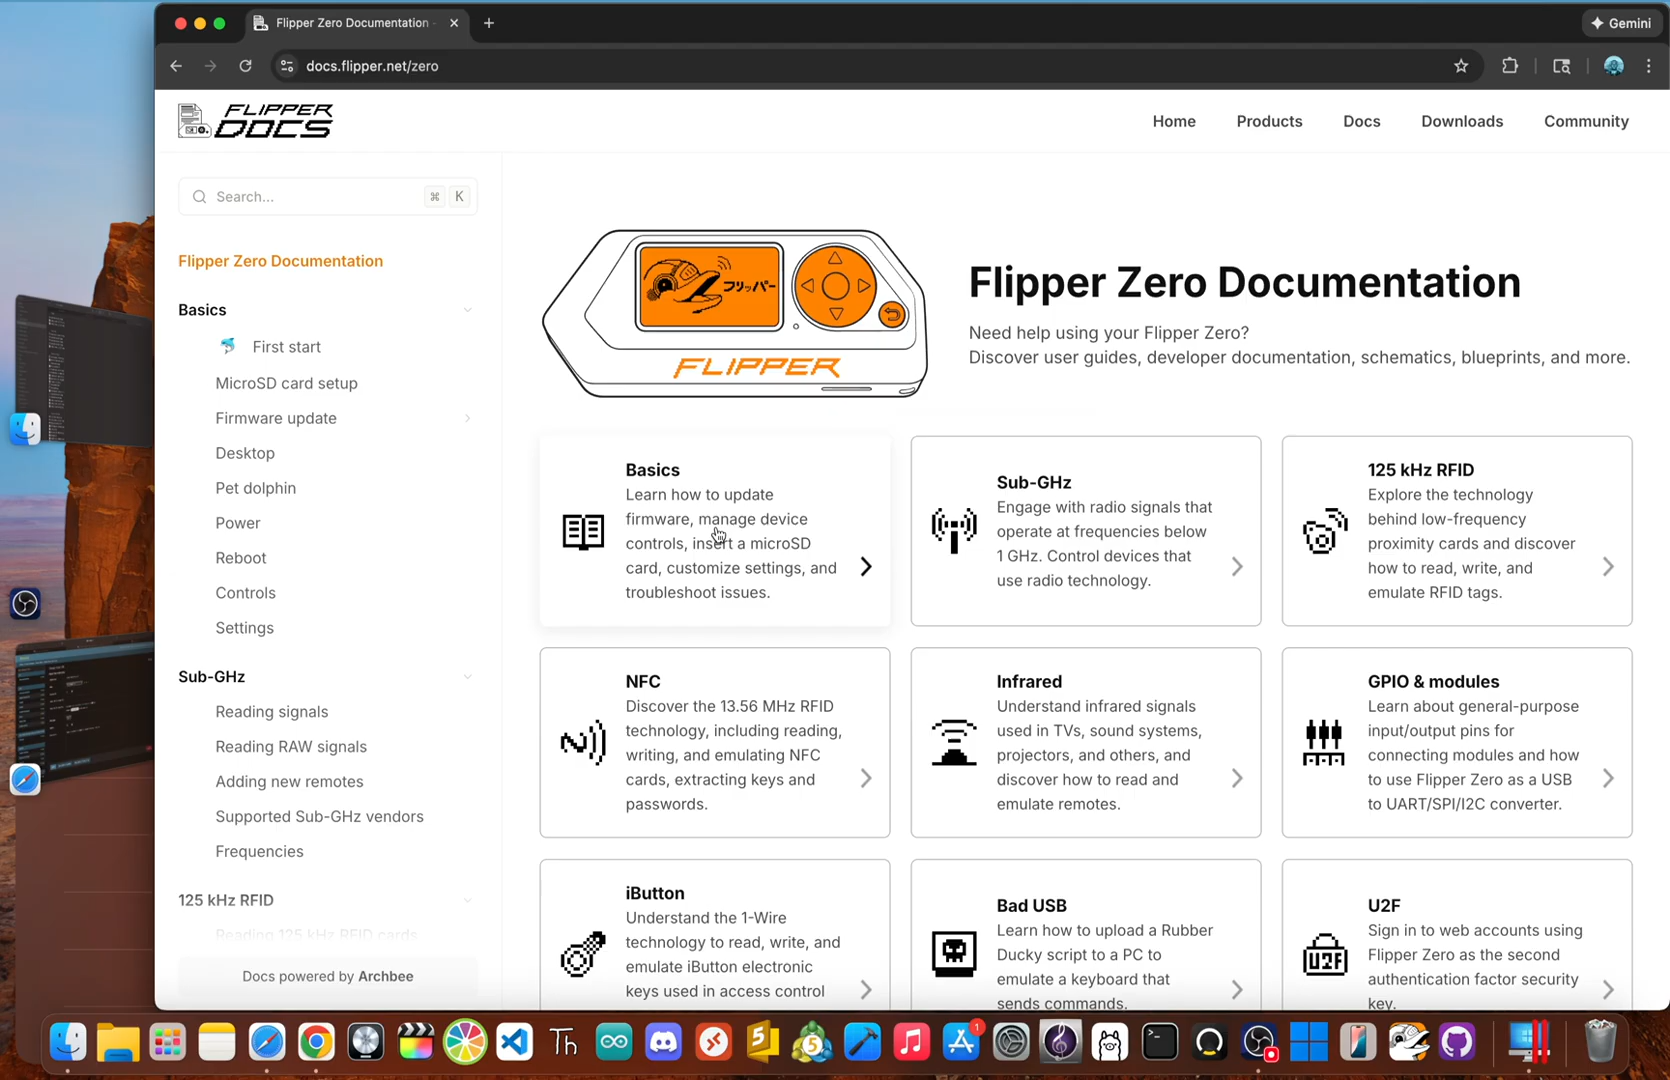 Flipper Zero Documentation
Gemini
docs.flipper.net/zero
FLIPPER
DOCS
Home
Products
Docs
Downloads
Community
Search...
⌘ K
Flipper Zero Documentation
Basics
First start
MicroSD card setup
Firmware update
Desktop
Pet dolphin
Power
Reboot
Controls
Settings
Sub-GHz
Reading signals
Reading RAW signals
Adding new remotes
Supported Sub-GHz vendors
Frequencies
125 kHz RFID
Reading 125 kHz RFID cards
Docs powered by Archbee
フリッパー
FLIPPER
Flipper Zero Documentation
Need help using your Flipper Zero?
Discover user guides, developer documentation, schematics, blueprints, and more.
Basics
Learn how to update
firmware, manage device
controls, insert a microSD
card, customize settings, and
troubleshoot issues.
Sub-GHz
Engage with radio signals that
operate at frequencies below
1 GHz. Control devices that
use radio technology.
125 kHz RFID
Explore the technology
behind low-frequency
proximity cards and discover
how to read, write, and
emulate RFID tags.
NFC
Discover the 13.56 MHz RFID
technology, including reading,
writing, and emulating NFC
cards, extracting keys and
passwords.
Infrared
Understand infrared signals
used in TVs, sound systems,
projectors, and others, and
discover how to read and
emulate remotes.
GPIO & modules
Learn about general-purpose
input/output pins for
connecting modules and how
to use Flipper Zero as a USB
to UART/SPI/I2C converter.
iButton
Understand the 1-Wire
technology to read, write, and
emulate iButton electronic
keys used in access control
Bad USB
Learn how to upload a Rubber
Ducky script to a PC to
emulate a keyboard that
sends commands.
U2F
U2F
Sign in to web accounts using
Flipper Zero as the second
authentication factor security
key.
Th
5
5
1